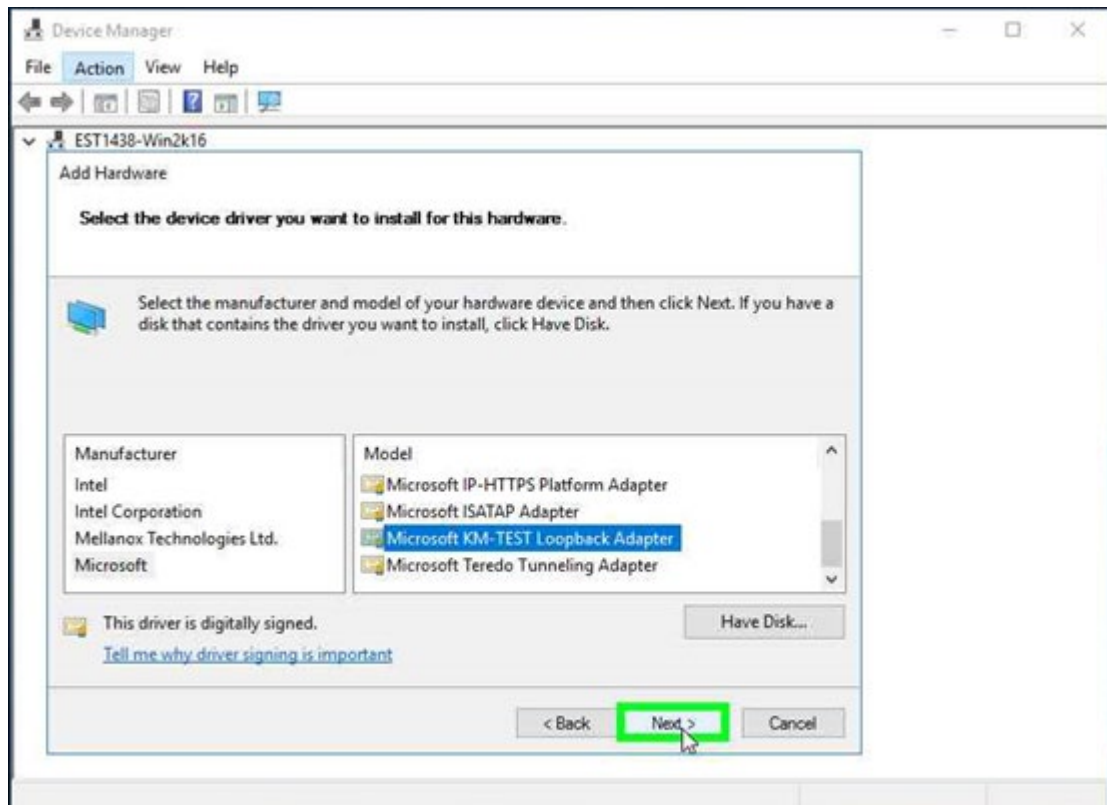 Device Manager
File Action View Help
EST1438-Win2k16
Add Hardware
Select the device driver you want to install for this hardware.
Select the manufacturer and model of your hardware device and then click Next. If you have a
disk that contains the driver you want to install, click Have Disk.
Manufacturer
Intel
Intel Corporation
Mellanox Technologies Ltd.
Microsoft
Model
Microsoft IP-HTTPS Platform Adapter
Microsoft ISATAP Adapter
Microsoft KM-TEST Loopback Adapter
Microsoft Teredo Tunneling Adapter
This driver is digitally signed.
Have Disk...
Tell me why driver signing is important
< Back Next > Cancel